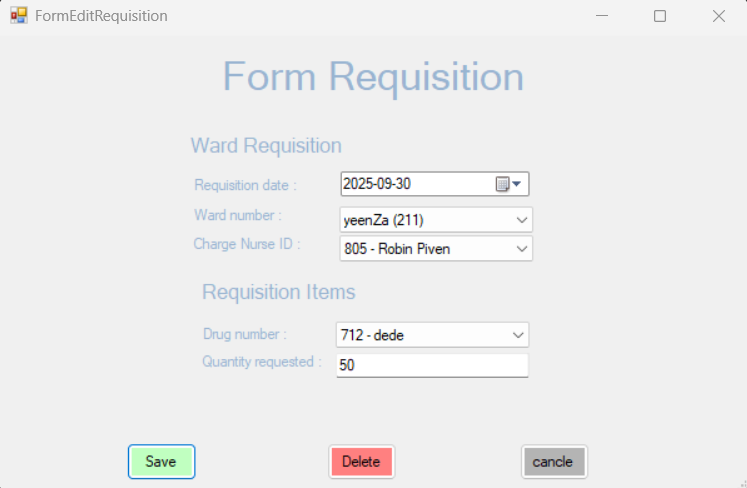 FormEditRequisition
Form Requisition
Ward Requisition
Requisition date : 2025-09-30
Ward number : yeenZa (211)
Charge Nurse ID : 805 - Robin Piven
Requisition Items
Drug number : 712 - dede
Quantity requested : 50
Save Delete cancle